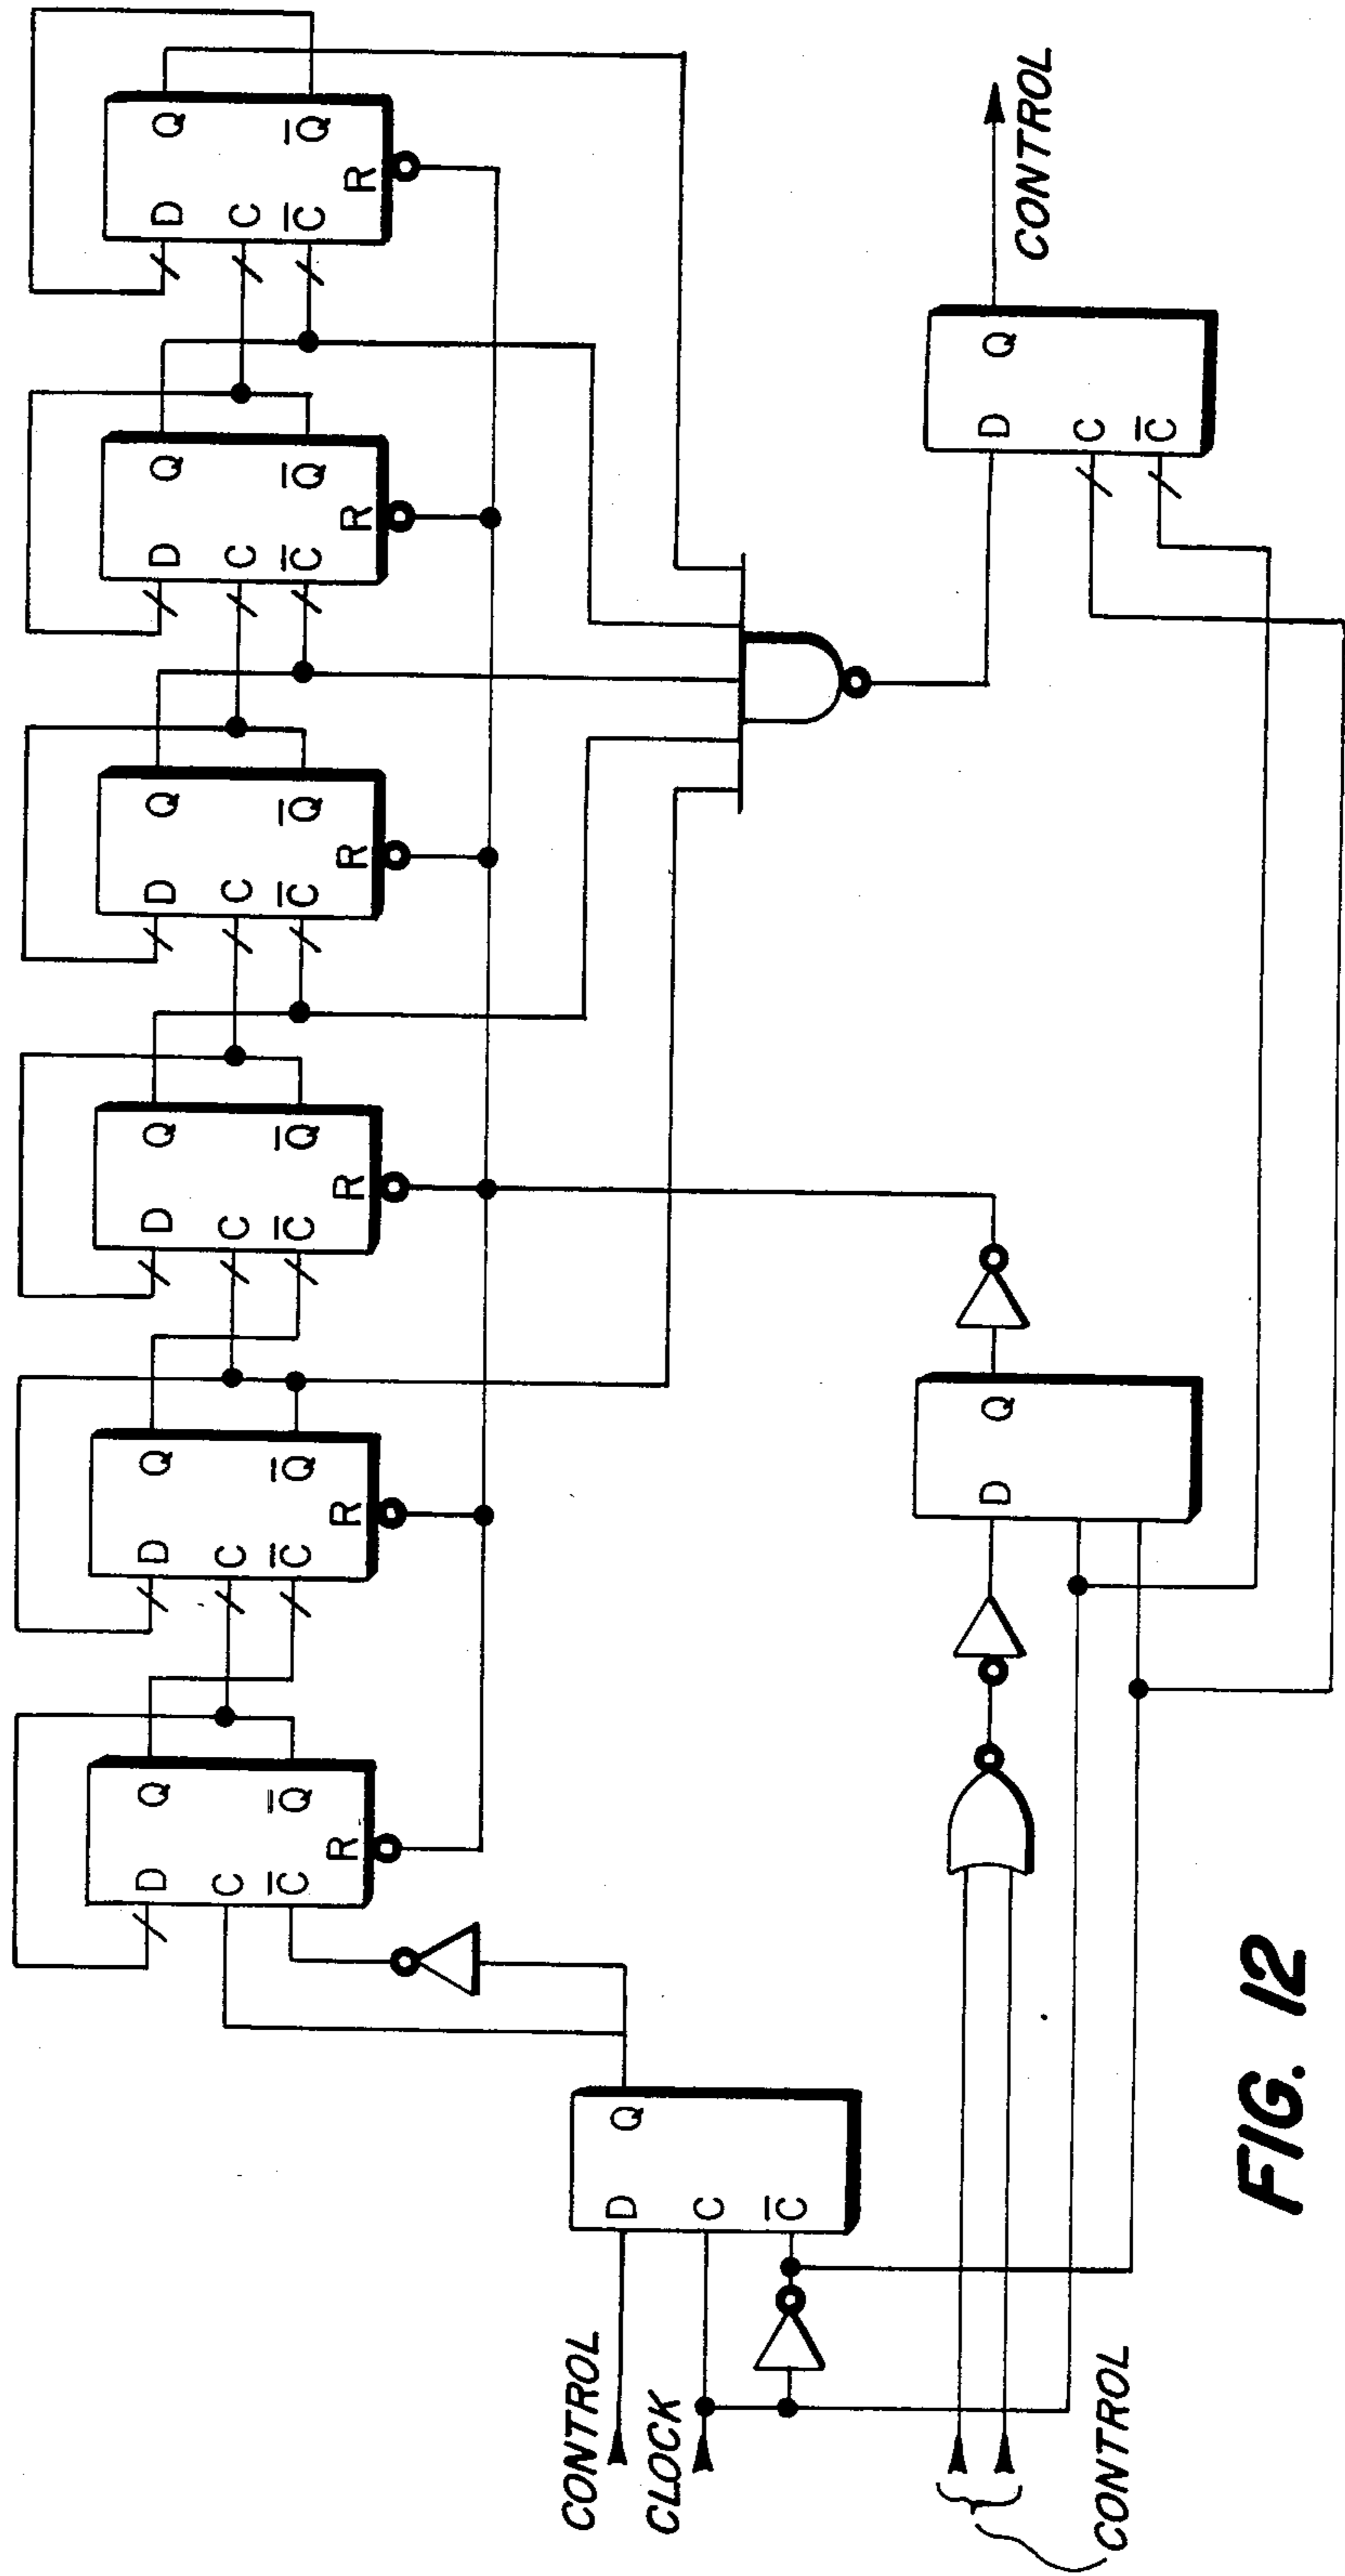 D Q
C
C̅ Q̅
R
D Q
C
C̅ Q̅
R
D Q
C
C̅ Q̅
R
D Q
C
C̅ Q̅
R
D Q
C
C̅ Q̅
R
D Q
C
C̅ Q̅
R
CONTROL
CLOCK
D Q
C
C̅
CONTROL
D Q
D Q
C
C̅
CONTROL
FIG. 12